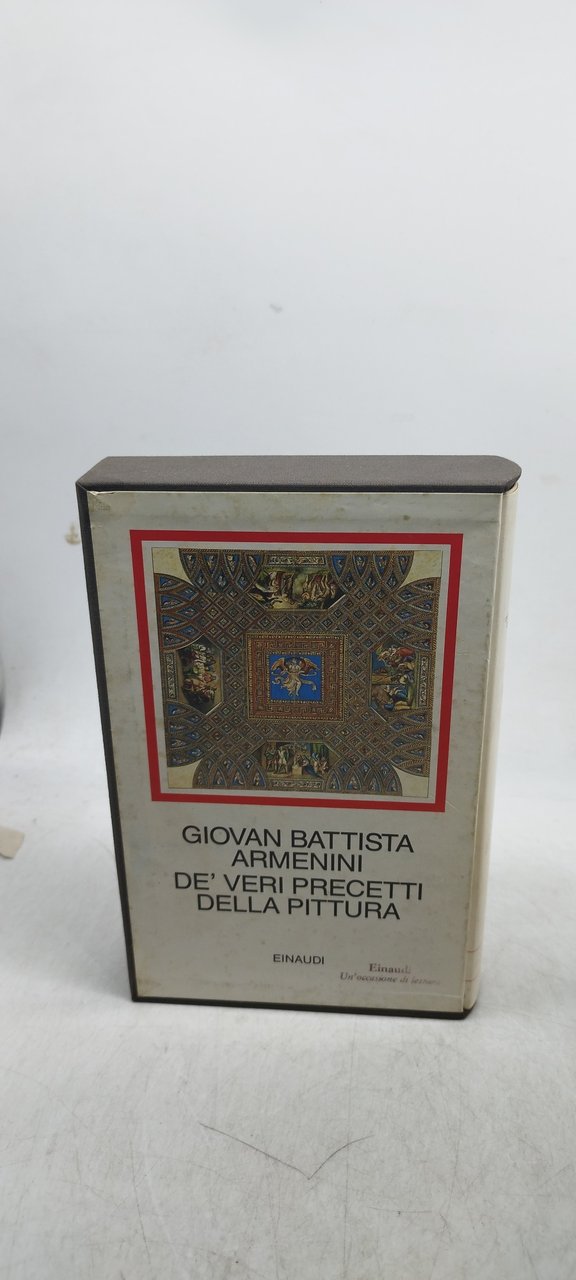 GIOVAN BATTISTA
ARMENINI
DE' VERI PRECETTI
DELLA PITTURA
EINAUDI
Einaudi
Un'occasione di lettura